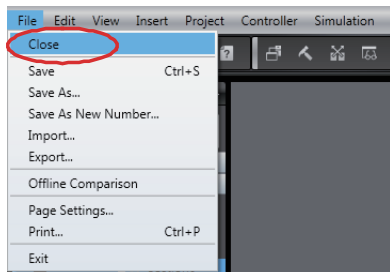 File Edit View Insert Project Controller Simulation
Close
Save Ctrl+S
Save As...
Save As New Number...
Import...
Export...
Offline Comparison
Page Settings...
Print... Ctrl+P
Exit